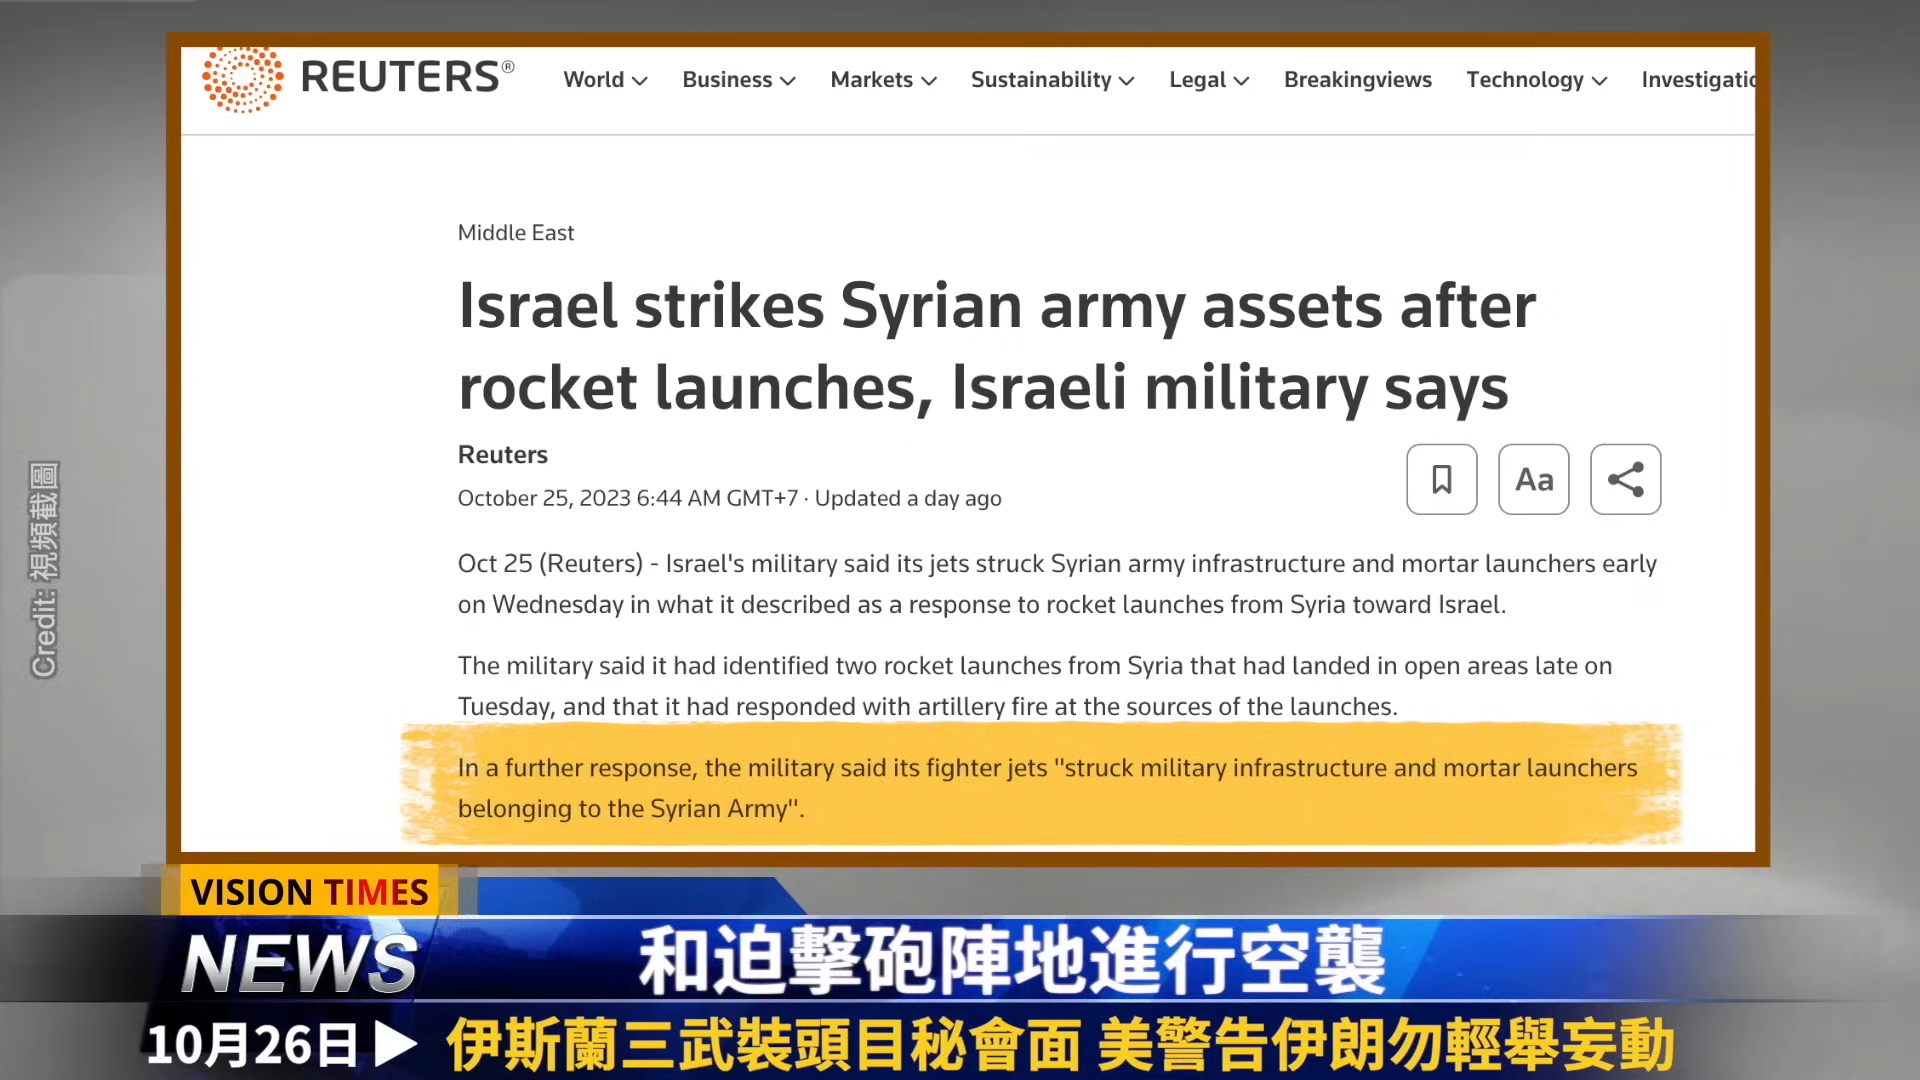 REUTERS®
World Business Markets Sustainability Legal Breakingviews Technology Investigatio
Middle East
Israel strikes Syrian army assets after
rocket launches, Israeli military says
Reuters
October 25, 2023 6:44 AM GMT+7 · Updated a day ago
Aa
Oct 25 (Reuters) - Israel's military said its jets struck Syrian army infrastructure and mortar launchers early
on Wednesday in what it described as a response to rocket launches from Syria toward Israel.
The military said it had identified two rocket launches from Syria that had landed in open areas late on
Tuesday, and that it had responded with artillery fire at the sources of the launches.
In a further response, the military said its fighter jets "struck military infrastructure and mortar launchers
belonging to the Syrian Army".
Credit: 視頻截圖
VISION TIMES
NEWS
和迫擊砲陣地進行空襲
10月26日
伊斯蘭三武裝頭目秘會面 美警告伊朗勿輕舉妄動